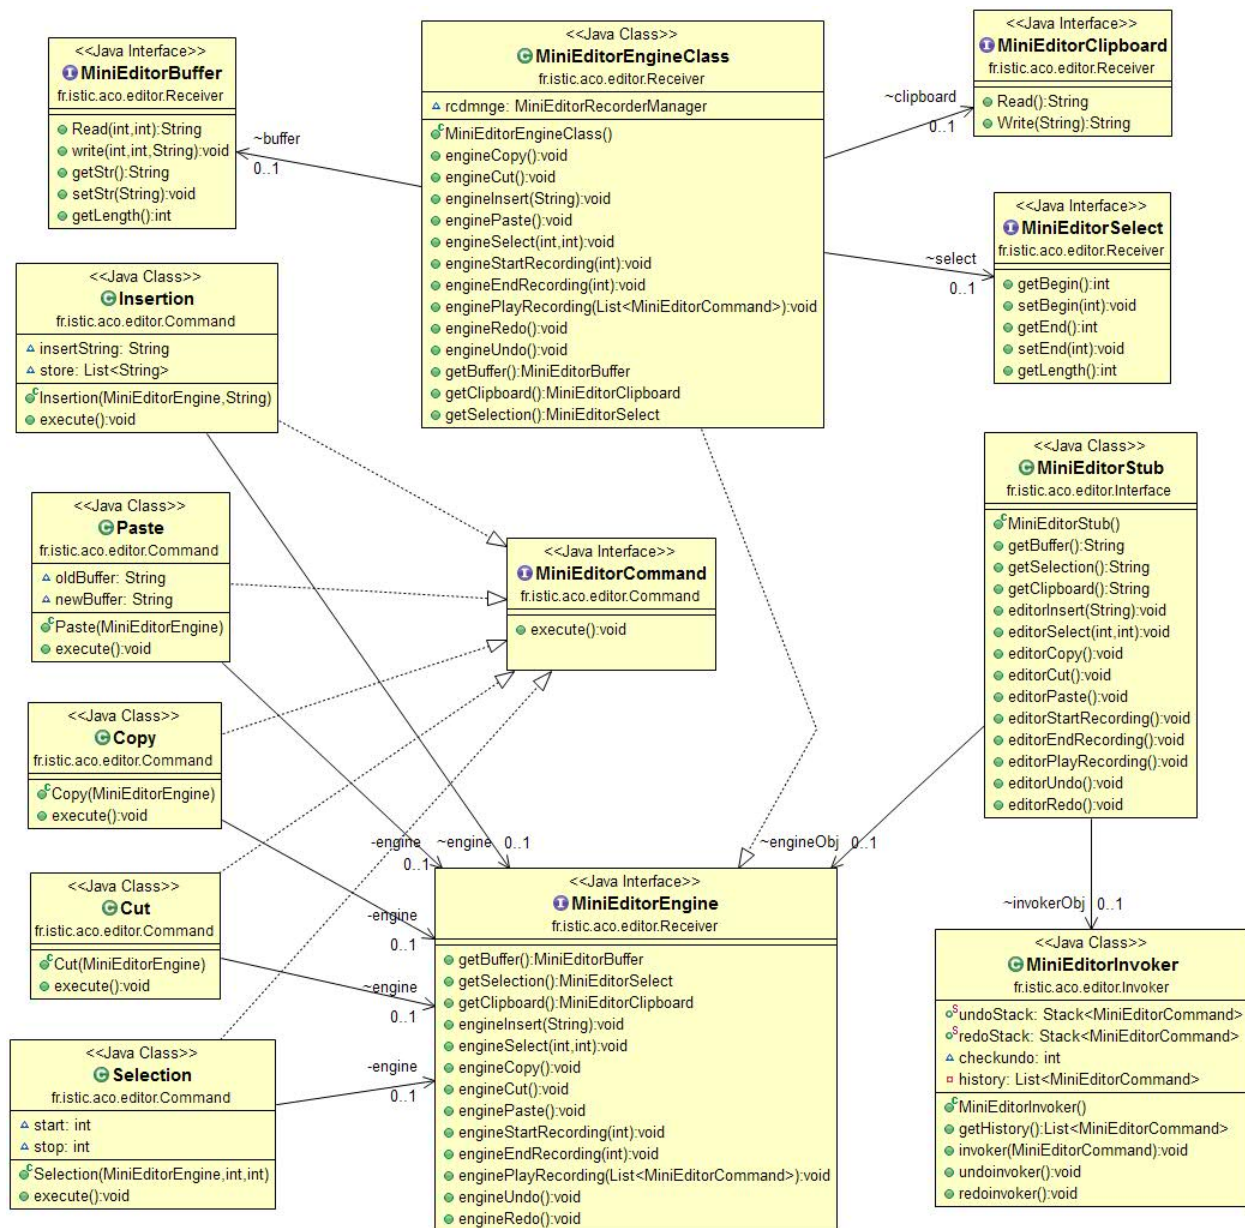 <<Java Interface>>
MiniEditorBuffer
fr.istic.aco.editor.Receiver
Read(int,int):String
write(int,int,String):void
getStr():String
setStr(String):void
getLength():int
~buffer
0..1
<<Java Class>>
MiniEditorEngineClass
fr.istic.aco.editor.Receiver
rcdmnge: MiniEditorRecorderManager
MiniEditorEngineClass()
engineCopy():void
engineCut():void
engineInsert(String):void
enginePaste():void
engineSelect(int,int):void
engineStartRecording(int):void
engineEndRecording(int):void
enginePlayRecording(List<MiniEditorCommand>):void
engineRedo():void
engineUndo():void
getBuffer():MiniEditorBuffer
getClipboard():MiniEditorClipboard
getSelection():MiniEditorSelect
~clipboard
0..1
<<Java Interface>>
MiniEditorClipboard
fr.istic.aco.editor.Receiver
Read():String
Write(String):String
~select
0..1
<<Java Interface>>
MiniEditorSelect
fr.istic.aco.editor.Receiver
getBegin():int
setBegin(int):void
getEnd():int
setEnd(int):void
getLength():int
<<Java Class>>
Insertion
fr.istic.aco.editor.Command
insertString: String
store: List<String>
Insertion(MiniEditorEngine,String)
execute():void
<<Java Class>>
Paste
fr.istic.aco.editor.Command
oldBuffer: String
newBuffer: String
Paste(MiniEditorEngine)
execute():void
<<Java Interface>>
MiniEditorCommand
fr.istic.aco.editor.Command
execute():void
<<Java Class>>
MiniEditorStub
fr.istic.aco.editor.Interface
MiniEditorStub()
getBuffer():String
getSelection():String
getClipboard():String
editorInsert(String):void
editorSelect(int,int):void
editorCopy():void
editorCut():void
editorPaste():void
editorStartRecording():void
editorEndRecording():void
editorPlayRecording():void
editorUndo():void
editorRedo():void
<<Java Class>>
Copy
fr.istic.aco.editor.Command
Copy(MiniEditorEngine)
execute():void
<<Java Class>>
Cut
fr.istic.aco.editor.Command
Cut(MiniEditorEngine)
execute():void
<<Java Class>>
Selection
fr.istic.aco.editor.Command
start: int
stop: int
Selection(MiniEditorEngine,int,int)
execute():void
-engine
0..1
~engine
0..1
~engineObj
0..1
-engine
0..1
~engine
0..1
-engine
0..1
<<Java Interface>>
MiniEditorEngine
fr.istic.aco.editor.Receiver
getBuffer():MiniEditorBuffer
getSelection():MiniEditorSelect
getClipboard():MiniEditorClipboard
engineInsert(String):void
engineSelect(int,int):void
engineCopy():void
engineCut():void
enginePaste():void
engineStartRecording(int):void
engineEndRecording(int):void
enginePlayRecording(List<MiniEditorCommand>):void
engineUndo():void
engineRedo():void
~invokerObj
0..1
<<Java Class>>
MiniEditorInvoker
fr.istic.aco.editor.Invoker
undoStack: Stack<MiniEditorCommand>
redoStack: Stack<MiniEditorCommand>
checkundo: int
history: List<MiniEditorCommand>
MiniEditorInvoker()
getHistory():List<MiniEditorCommand>
invoker(MiniEditorCommand):void
undoinvoker():void
redoinvoker():void